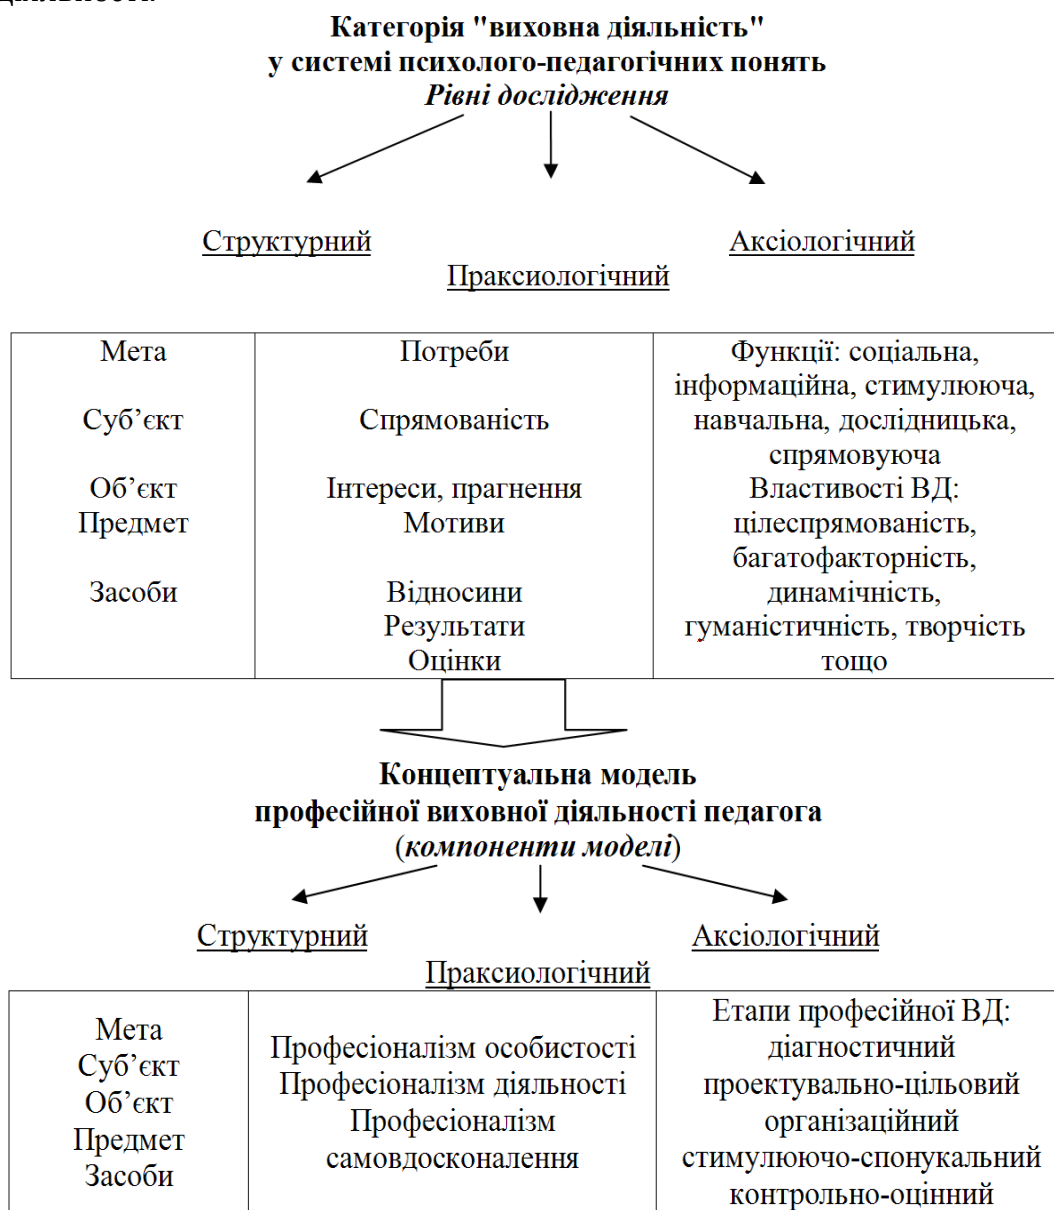 діяльності.
Категорія "виховна діяльність"
у системі психолого-педагогічних понять
Рівні дослідження
Структурний
Аксіологічний
Праксиологічний
Мета
Суб’єкт
Об’єкт
Предмет
Засоби
Потреби
Спрямованість
Інтереси, прагнення
Мотиви
Відносини
Результати
Оцінки
Функції: соціальна,
інформаційна, стимулююча,
навчальна, дослідницька,
спрямовуюча
Властивості ВД:
цілеспрямованість,
багатофакторність,
динамічність,
гуманістичність, творчість
тощо
Концептуальна модель
професійної виховної діяльності педагога
(компоненти моделі)
Структурний
Аксіологічний
Праксиологічний
Мета
Суб’єкт
Об’єкт
Предмет
Засоби
Професіоналізм особистості
Професіоналізм діяльності
Професіоналізм
самовдосконалення
Етапи професійної ВД:
діагностичний
проектувально-цільовий
організаційний
стимулюючо-спонукальний
контрольно-оцінний